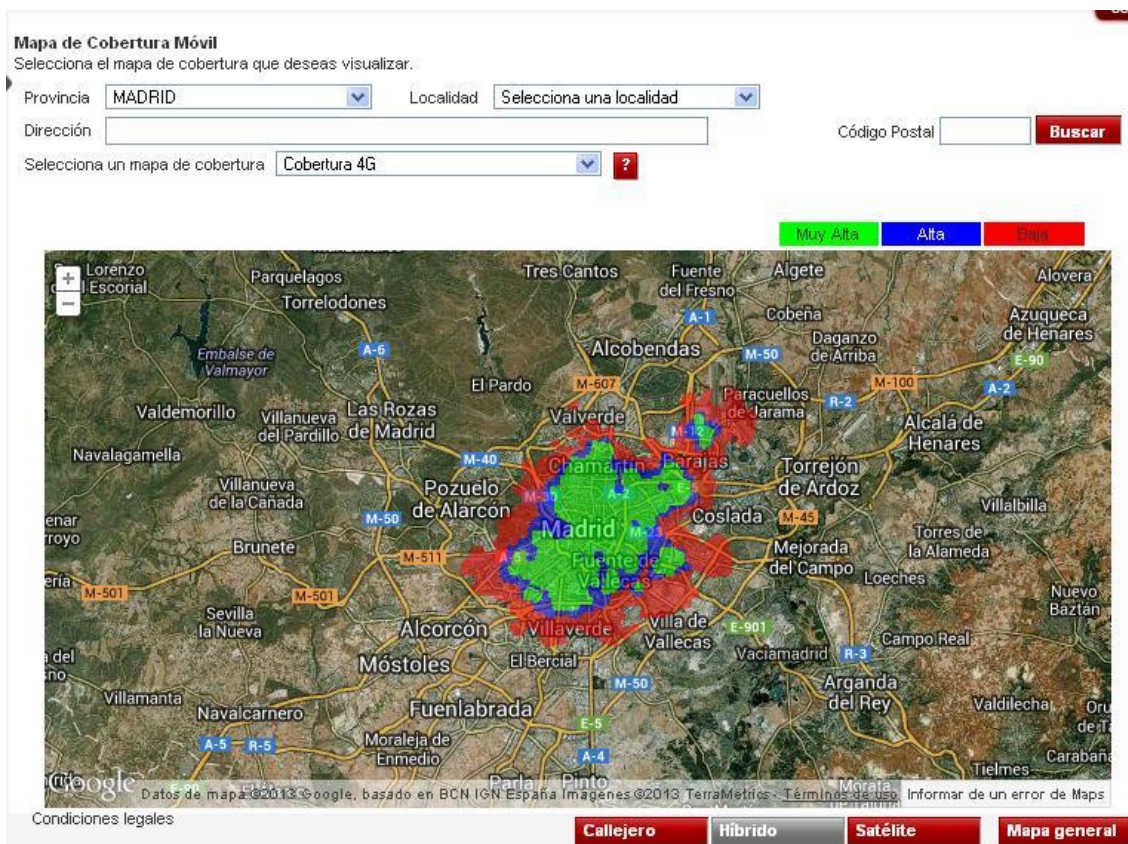 Mapa de Cobertura Móvil
Selecciona el mapa de cobertura que deseas visualizar.
Provincia MADRID Localidad Selecciona una localidad
Dirección Código Postal Buscar
Selecciona un mapa de cobertura Cobertura 4G ?
Muy Alta Alta Baja
+
−
Lorenzo
Escorial
Parquelagos
Torrelodones
Tres Cantos
Fuente
del Fresno
Algete
Alovera
A-1
Cobeña
Azuqueca
de Henares
Embalse de
Valmayor
A-6
Alcobendas
M-50
Daganzo
de Arriba
E-90
El Pardo
M-607
M-100
A-2
Valdemorillo
Villanueva
del Pardillo
Las Rozas
de Madrid
Valverde
Paracuellos
de Jarama
R-2
Alcalá de
Henares
Navalagamella
M-40
Chamartín
Barajas
Torrejón
de Ardoz
Villanueva
de la Cañada
Pozuelo
de Alarcón
M-30
A-2
Villalbilla
M-50
Madrid
M-23
Coslada
M-45
Torres de
la Alameda
Brunete
M-511
Fuente de
Vallecas
Mejorada
del Campo
Loeches
M-501
M-501
Nuevo
Baztán
Sevilla
la Nueva
Alcorcón
Villaverde
Villa de
Vallecas
E-901
Campo Real
Móstoles
El Bercial
Vaciamadrid
R-3
Villamanta
Navalcarnero
Fuenlabrada
M-50
Arganda
del Rey
Valdilecha
A-5
R-5
Moraleja de
Enmedio
E-5
A-4
Carabaña
Parla
Pinto
Tielmes
Google
Datos de mapa ©2013 Google, basado en BCN IGN España Imágenes ©2013 TerraMetrics - Términos de uso Informar de un error de Maps
Condiciones legales
Callejero Híbrido Satélite Mapa general